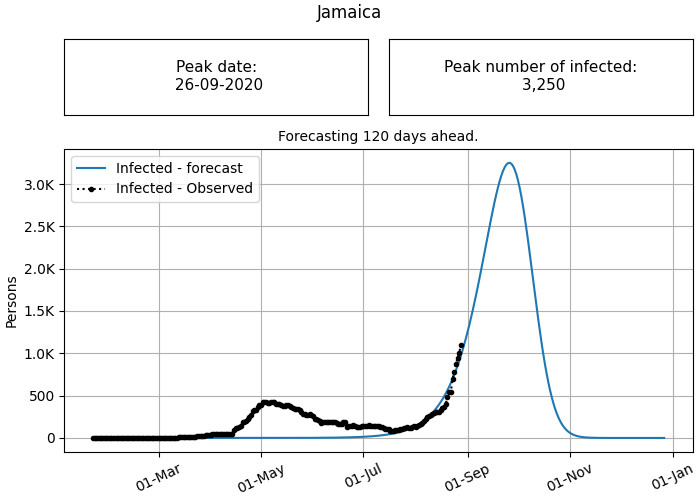 Jamaica
Peak date:
26-09-2020
Peak number of infected:
3,250
Forecasting 120 days ahead.
Infected - forecast
Infected - Observed
3.0K
2.5K
2.0K
1.5K
1.0K
500
0
Persons
01-Mar
01-May
01-Jul
01-Sep
01-Nov
01-Jan